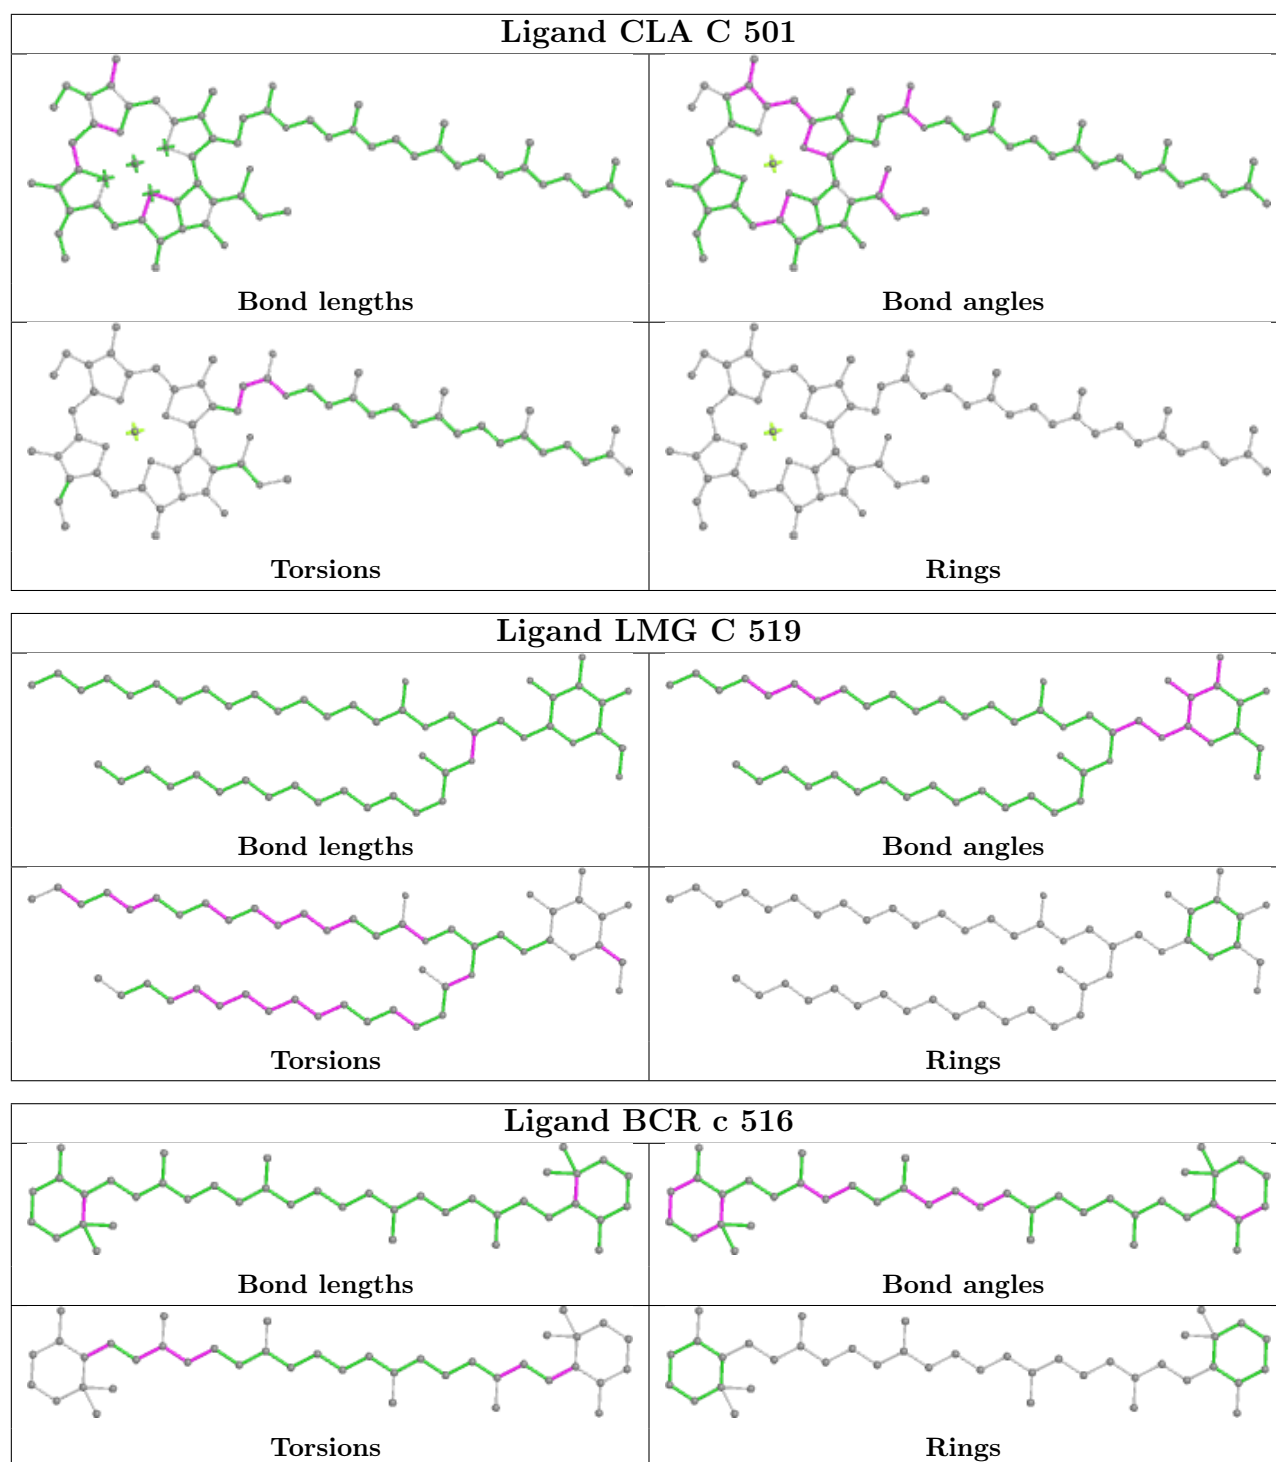 Ligand CLA C 501
Bond lengths
Bond angles
Torsions
Rings
Ligand LMG C 519
Bond lengths
Bond angles
Torsions
Rings
Ligand BCR c 516
Bond lengths
Bond angles
Torsions
Rings